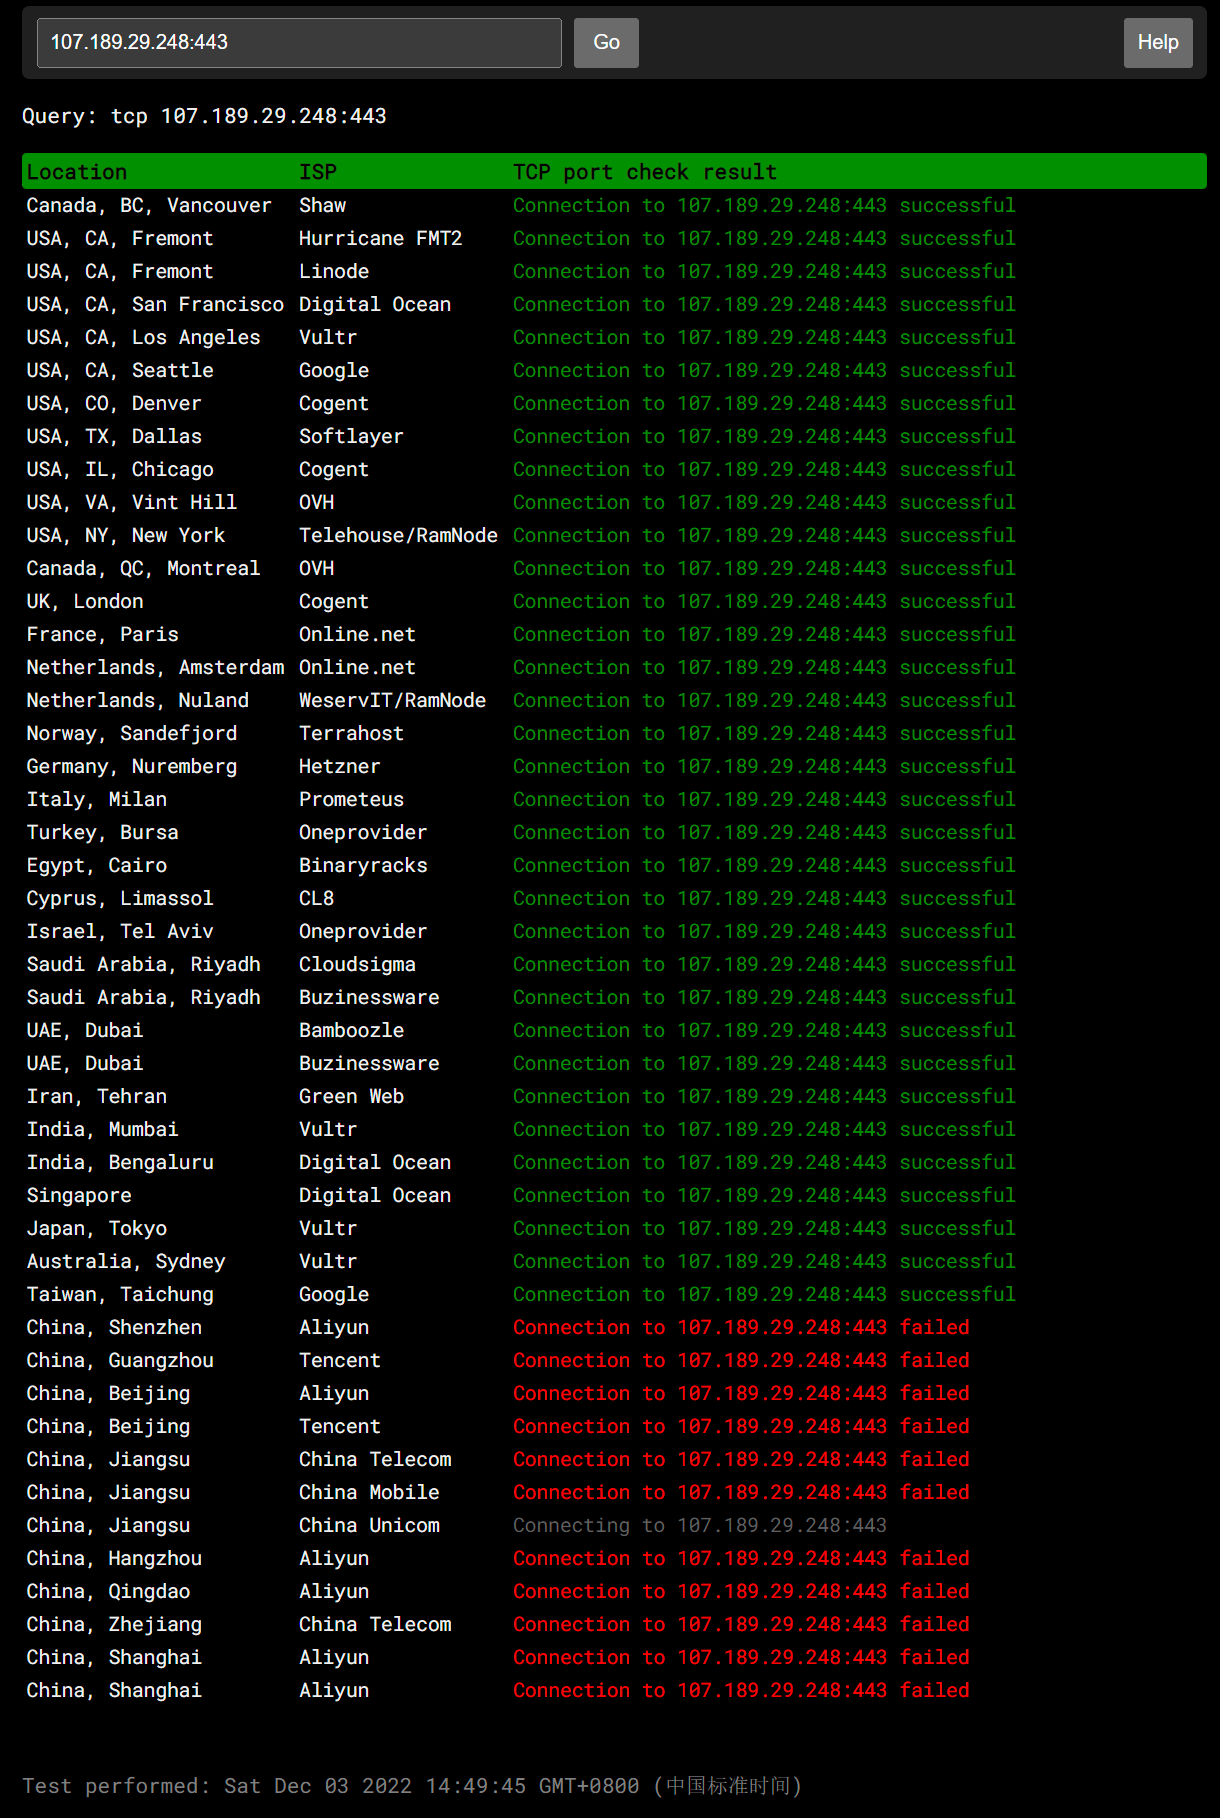 107.189.29.248:443 Go Help
Query: tcp 107.189.29.248:443
Location ISP TCP port check result
Canada, BC, Vancouver Shaw Connection to 107.189.29.248:443 successful
USA, CA, Fremont Hurricane FMT2 Connection to 107.189.29.248:443 successful
USA, CA, Fremont Linode Connection to 107.189.29.248:443 successful
USA, CA, San Francisco Digital Ocean Connection to 107.189.29.248:443 successful
USA, CA, Los Angeles Vultr Connection to 107.189.29.248:443 successful
USA, CA, Seattle Google Connection to 107.189.29.248:443 successful
USA, CO, Denver Cogent Connection to 107.189.29.248:443 successful
USA, TX, Dallas Softlayer Connection to 107.189.29.248:443 successful
USA, IL, Chicago Cogent Connection to 107.189.29.248:443 successful
USA, VA, Vint Hill OVH Connection to 107.189.29.248:443 successful
USA, NY, New York Telehouse/RamNode Connection to 107.189.29.248:443 successful
Canada, QC, Montreal OVH Connection to 107.189.29.248:443 successful
UK, London Cogent Connection to 107.189.29.248:443 successful
France, Paris Online.net Connection to 107.189.29.248:443 successful
Netherlands, Amsterdam Online.net Connection to 107.189.29.248:443 successful
Netherlands, Nuland WeservIT/RamNode Connection to 107.189.29.248:443 successful
Norway, Sandefjord Terrahost Connection to 107.189.29.248:443 successful
Germany, Nuremberg Hetzner Connection to 107.189.29.248:443 successful
Italy, Milan Prometeus Connection to 107.189.29.248:443 successful
Turkey, Bursa Oneprovider Connection to 107.189.29.248:443 successful
Egypt, Cairo Binaryracks Connection to 107.189.29.248:443 successful
Cyprus, Limassol CL8 Connection to 107.189.29.248:443 successful
Israel, Tel Aviv Oneprovider Connection to 107.189.29.248:443 successful
Saudi Arabia, Riyadh Cloudsigma Connection to 107.189.29.248:443 successful
Saudi Arabia, Riyadh Buzinessware Connection to 107.189.29.248:443 successful
UAE, Dubai Bamboozle Connection to 107.189.29.248:443 successful
UAE, Dubai Buzinessware Connection to 107.189.29.248:443 successful
Iran, Tehran Green Web Connection to 107.189.29.248:443 successful
India, Mumbai Vultr Connection to 107.189.29.248:443 successful
India, Bengaluru Digital Ocean Connection to 107.189.29.248:443 successful
Singapore Digital Ocean Connection to 107.189.29.248:443 successful
Japan, Tokyo Vultr Connection to 107.189.29.248:443 successful
Australia, Sydney Vultr Connection to 107.189.29.248:443 successful
Taiwan, Taichung Google Connection to 107.189.29.248:443 successful
China, Shenzhen Aliyun Connection to 107.189.29.248:443 failed
China, Guangzhou Tencent Connection to 107.189.29.248:443 failed
China, Beijing Aliyun Connection to 107.189.29.248:443 failed
China, Beijing Tencent Connection to 107.189.29.248:443 failed
China, Jiangsu China Telecom Connection to 107.189.29.248:443 failed
China, Jiangsu China Mobile Connection to 107.189.29.248:443 failed
China, Jiangsu China Unicom Connecting to 107.189.29.248:443
China, Hangzhou Aliyun Connection to 107.189.29.248:443 failed
China, Qingdao Aliyun Connection to 107.189.29.248:443 failed
China, Zhejiang China Telecom Connection to 107.189.29.248:443 failed
China, Shanghai Aliyun Connection to 107.189.29.248:443 failed
China, Shanghai Aliyun Connection to 107.189.29.248:443 failed
Test performed: Sat Dec 03 2022 14:49:45 GMT+0800 (中国标准时间)